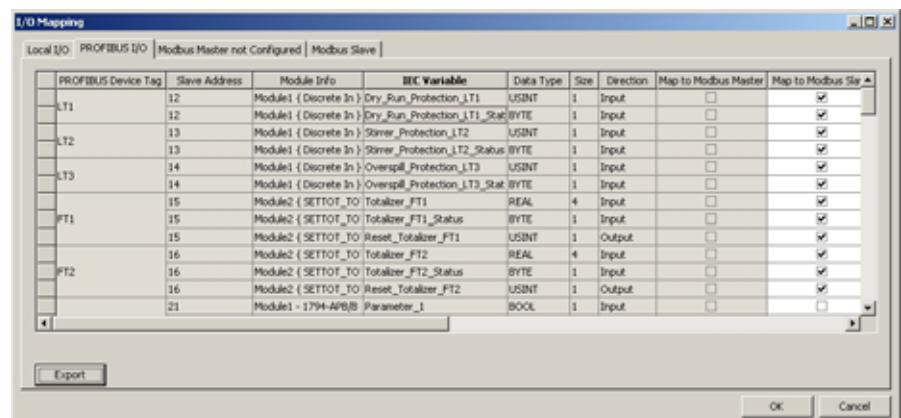 I/O Mapping
Local I/O PROFIBUS I/O Modbus Master not Configured Modbus Slave
PROFIBUS Device Tag Slave Address Module Info IEC Variable Data Type Size Direction Map to Modbus Master Map to Modbus Slav
LT1 12 Module1 { Discrete In } Dry_Run_Protection_LT1 USINT 1 Input
12 Module1 { Discrete In } Dry_Run_Protection_LT1_Stat BYTE 1 Input
LT2 13 Module1 { Discrete In } Stirrer_Protection_LT2 USINT 1 Input
13 Module1 { Discrete In } Stirrer_Protection_LT2_Status BYTE 1 Input
LT3 14 Module1 { Discrete In } Overspill_Protection_LT3 USINT 1 Input
14 Module1 { Discrete In } Overspill_Protection_LT3_Stat BYTE 1 Input
15 Module2 { SETTOT_TO Totalizer_FT1 REAL 4 Input
FT1 15 Module2 { SETTOT_TO Totalizer_FT1_Status BYTE 1 Input
15 Module2 { SETTOT_TO Reset_Totalizer_FT1 USINT 1 Output
16 Module2 { SETTOT_TO Totalizer_FT2 REAL 4 Input
FT2 16 Module2 { SETTOT_TO Totalizer_FT2_Status BYTE 1 Input
16 Module2 { SETTOT_TO Reset_Totalizer_FT2 USINT 1 Output
21 Module1 - 1794-APB/B Parameter_1 BOOL 1 Input
Export
OK Cancel